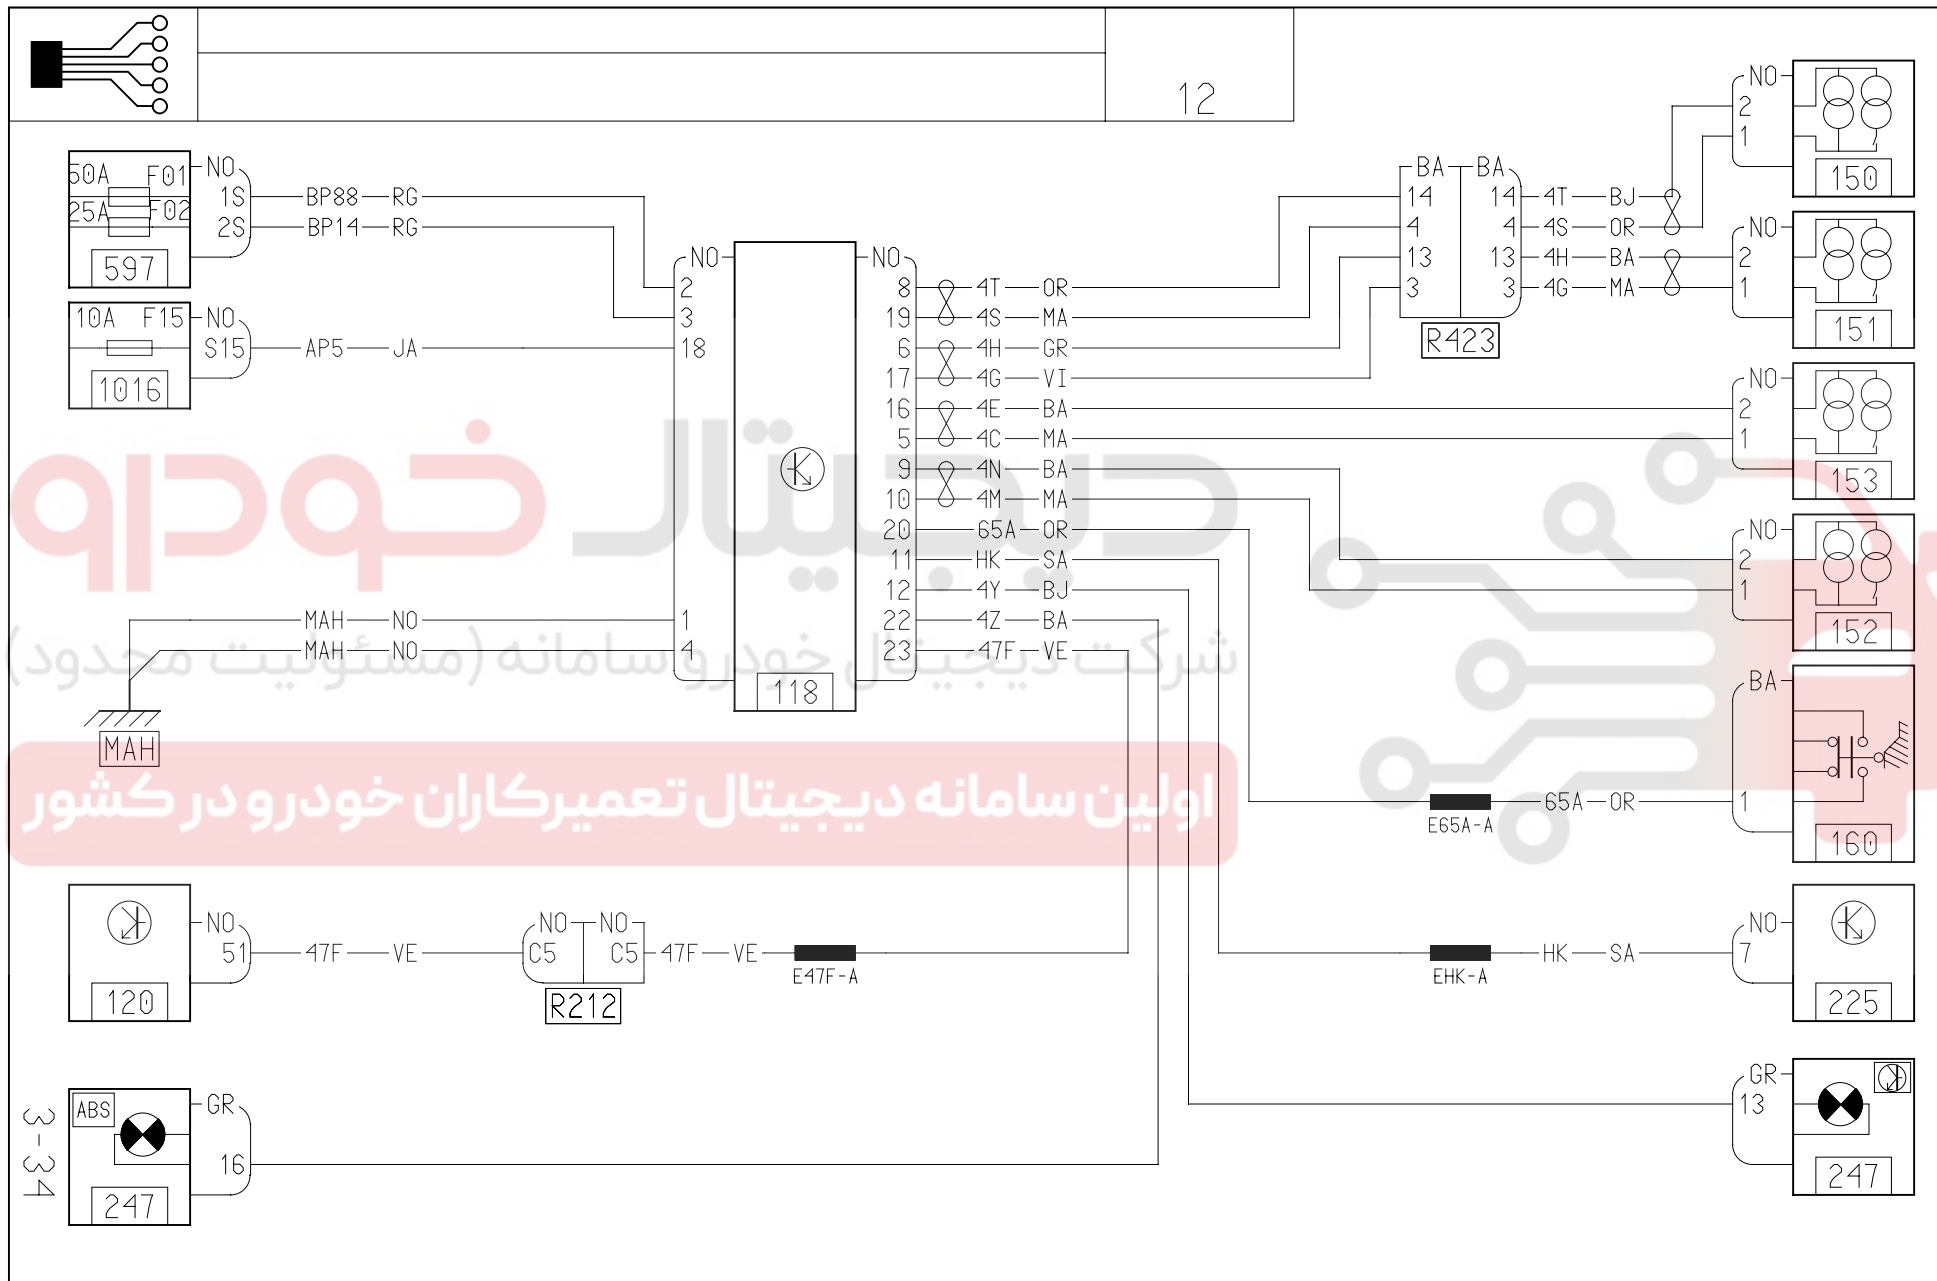 12
50A F01
25A F02
597
NO
1S BP88 RG
2S BP14 RG
10A F15
1016
NO
S15 AP5 JA
NO
2
3
18
1
4
MAH NO
MAH NO
MAH
118
NO
8 4T OR
19 4S MA
6 4H GR
17 4G VI
16 4E BA
5 4C MA
9 4N BA
10 4M MA
20 65A OR
11 HK SA
12 4Y BJ
22 4Z BA
23 47F VE
BA BA
14 14 4T BJ
4 4 4S OR
13 13 4H BA
3 3 4G MA
R423
NO
2
1
150
NO
2
1
151
NO
2
1
153
NO
2
1
152
BA
65A OR 1
E65A-A
160
دیجیتال خودرو
شرکت دیجیتال خودرو سامانه (مسئولیت محدود)
اولین سامانه دیجیتال تعمیرکاران خودرو در کشور
120
NO
51 47F VE
NO NO
C5 C5 47F VE
R212
E47F-A
EHK-A
HK SA
NO
7
225
ABS
GR
16
247
GR
13
247
3-34